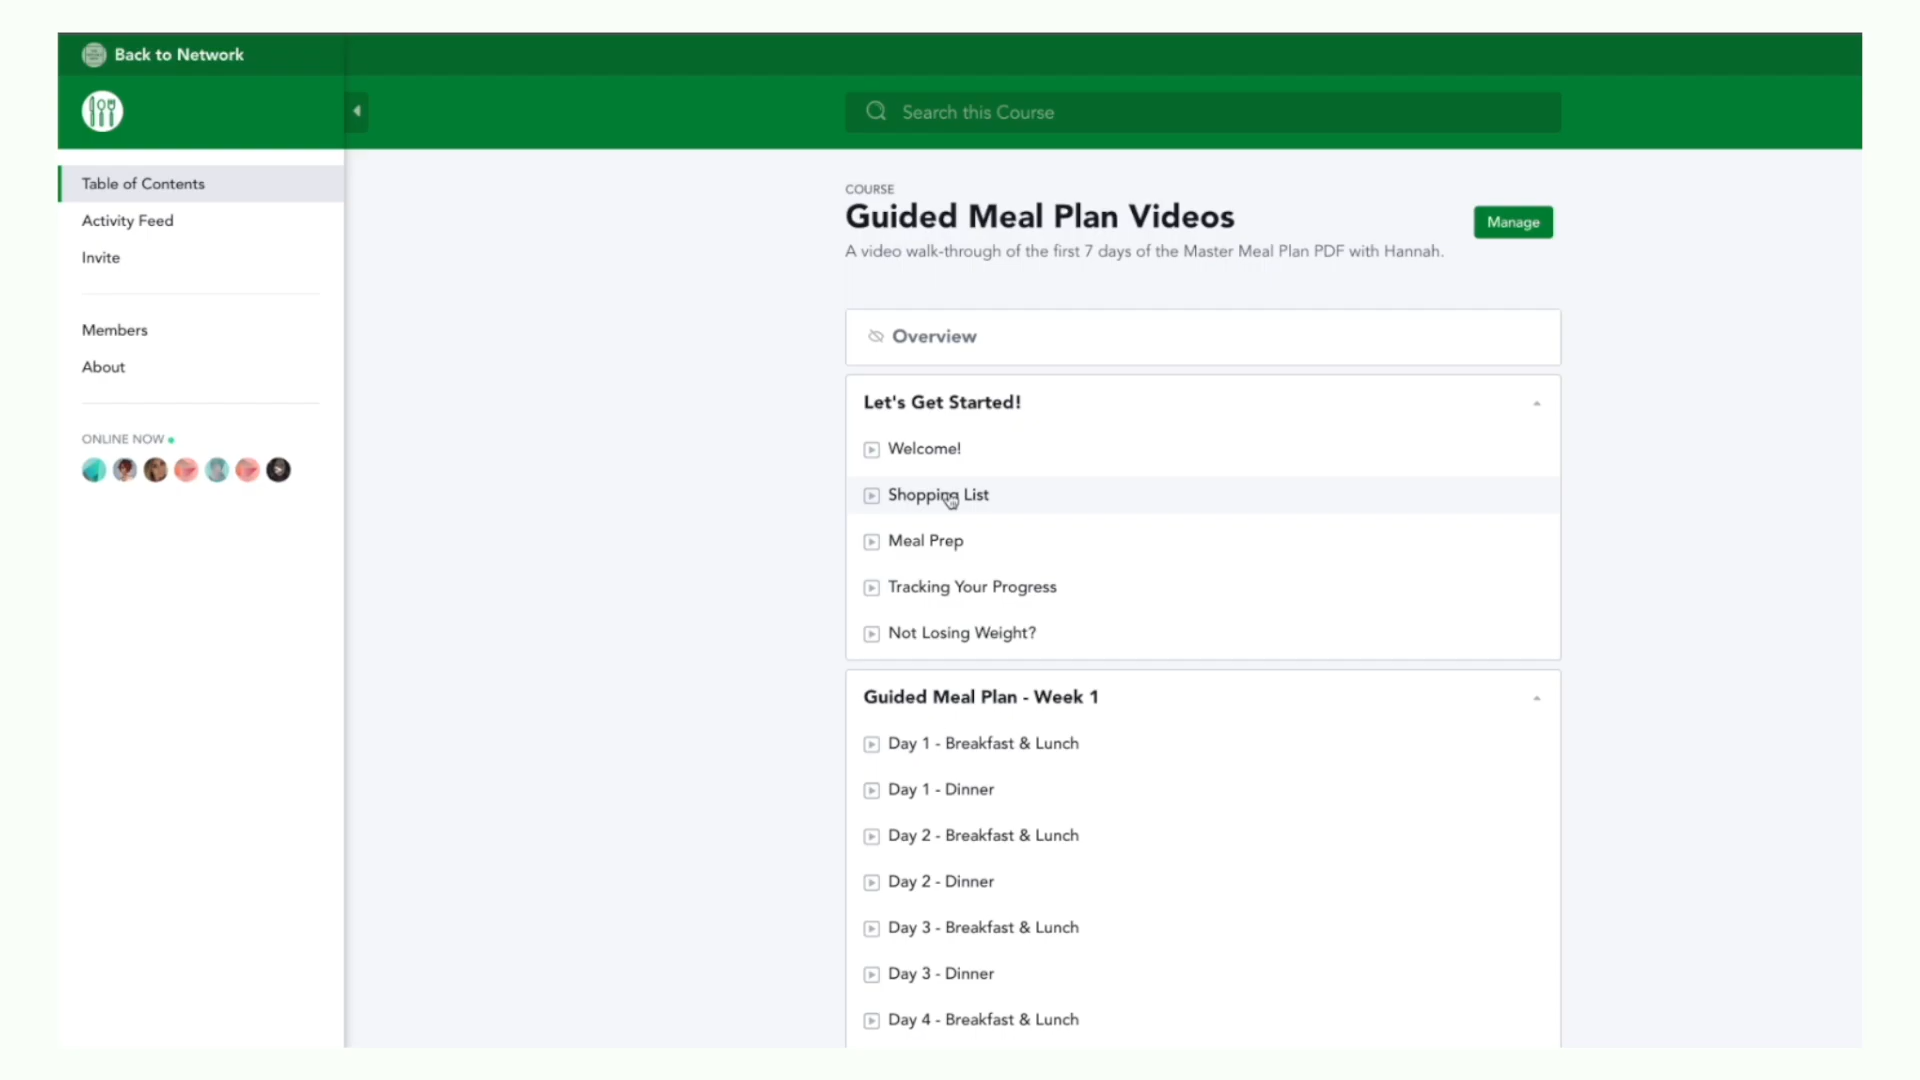 Back to Network
Search this Course
Table of Contents
Activity Feed
Invite
Members
About
ONLINE NOW
COURSE
Guided Meal Plan Videos
Manage
A video walk-through of the first 7 days of the Master Meal Plan PDF with Hannah.
Overview
Let's Get Started!
Welcome!
Shopping List
Meal Prep
Tracking Your Progress
Not Losing Weight?
Guided Meal Plan - Week 1
Day 1 - Breakfast & Lunch
Day 1 - Dinner
Day 2 - Breakfast & Lunch
Day 2 - Dinner
Day 3 - Breakfast & Lunch
Day 3 - Dinner
Day 4 - Breakfast & Lunch